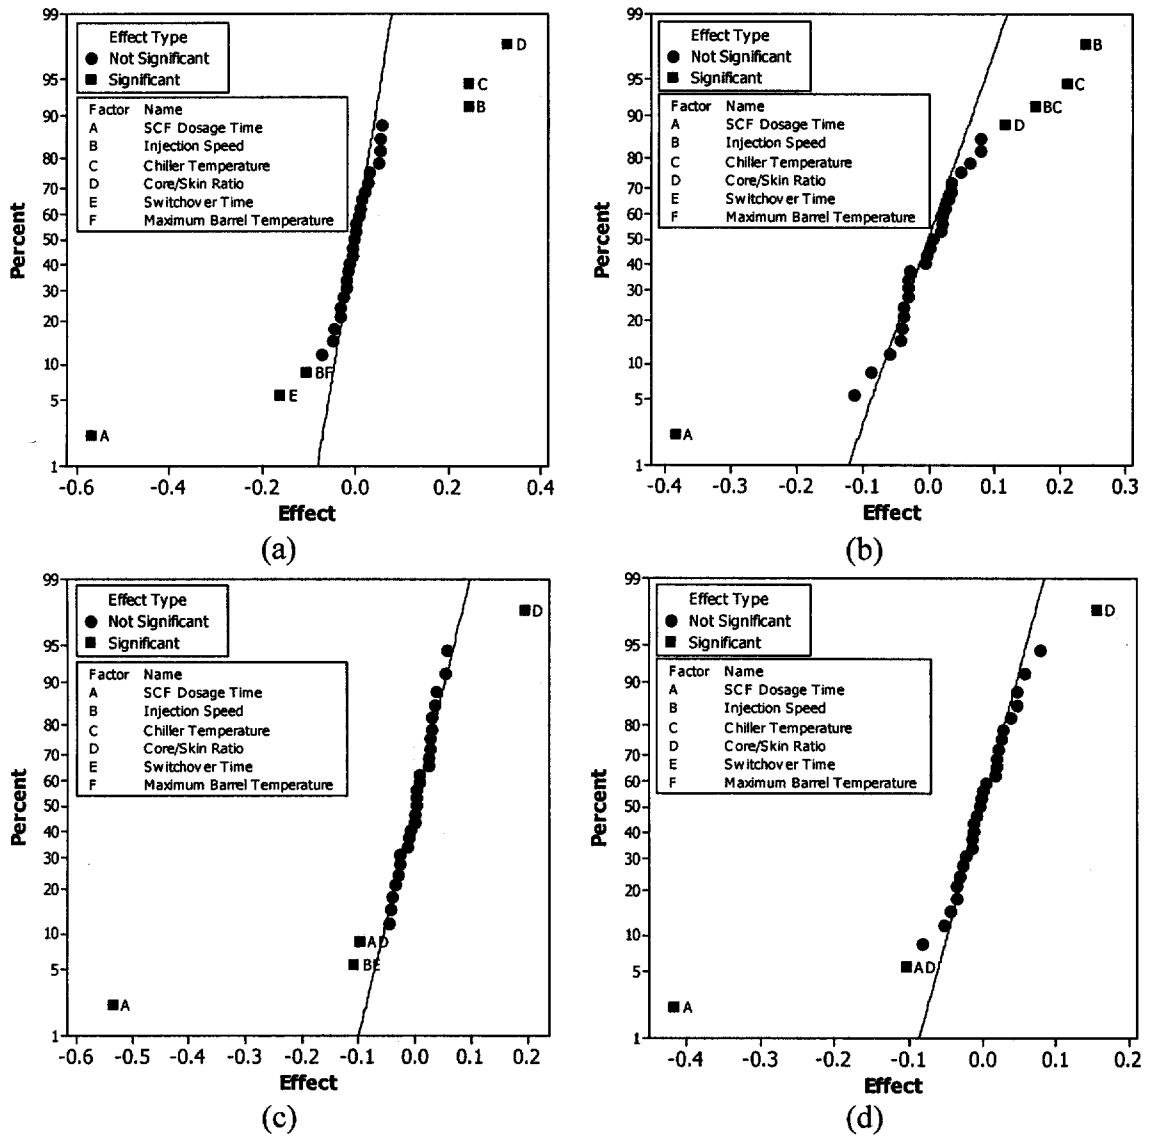 99
95
90
80
70
60
50
40
30
20
10
5
1
Percent
Effect Type
Not Significant
Significant
Factor Name
A SCF Dosage Time
B Injection Speed
C Chiller Temperature
D Core/Skin Ratio
E Switchover Time
F Maximum Barrel Temperature
D
C
B
BF
E
A
-0.6 -0.4 -0.2 0.0 0.2 0.4
Effect
(a)
99
95
90
80
70
60
50
40
30
20
10
5
1
Percent
Effect Type
Not Significant
Significant
Factor Name
A SCF Dosage Time
B Injection Speed
C Chiller Temperature
D Core/Skin Ratio
E Switchover Time
F Maximum Barrel Temperature
B
C
BC
D
A
-0.4 -0.3 -0.2 -0.1 0.0 0.1 0.2 0.3
Effect
(b)
99
95
90
80
70
60
50
40
30
20
10
5
1
Percent
Effect Type
Not Significant
Significant
Factor Name
A SCF Dosage Time
B Injection Speed
C Chiller Temperature
D Core/Skin Ratio
E Switchover Time
F Maximum Barrel Temperature
D
AD
BE
A
-0.6 -0.5 -0.4 -0.3 -0.2 -0.1 0.0 0.1 0.2
Effect
(c)
99
95
90
80
70
60
50
40
30
20
10
5
1
Percent
Effect Type
Not Significant
Significant
Factor Name
A SCF Dosage Time
B Injection Speed
C Chiller Temperature
D Core/Skin Ratio
E Switchover Time
F Maximum Barrel Temperature
D
AD
A
-0.4 -0.3 -0.2 -0.1 0.0 0.1 0.2
Effect
(d)